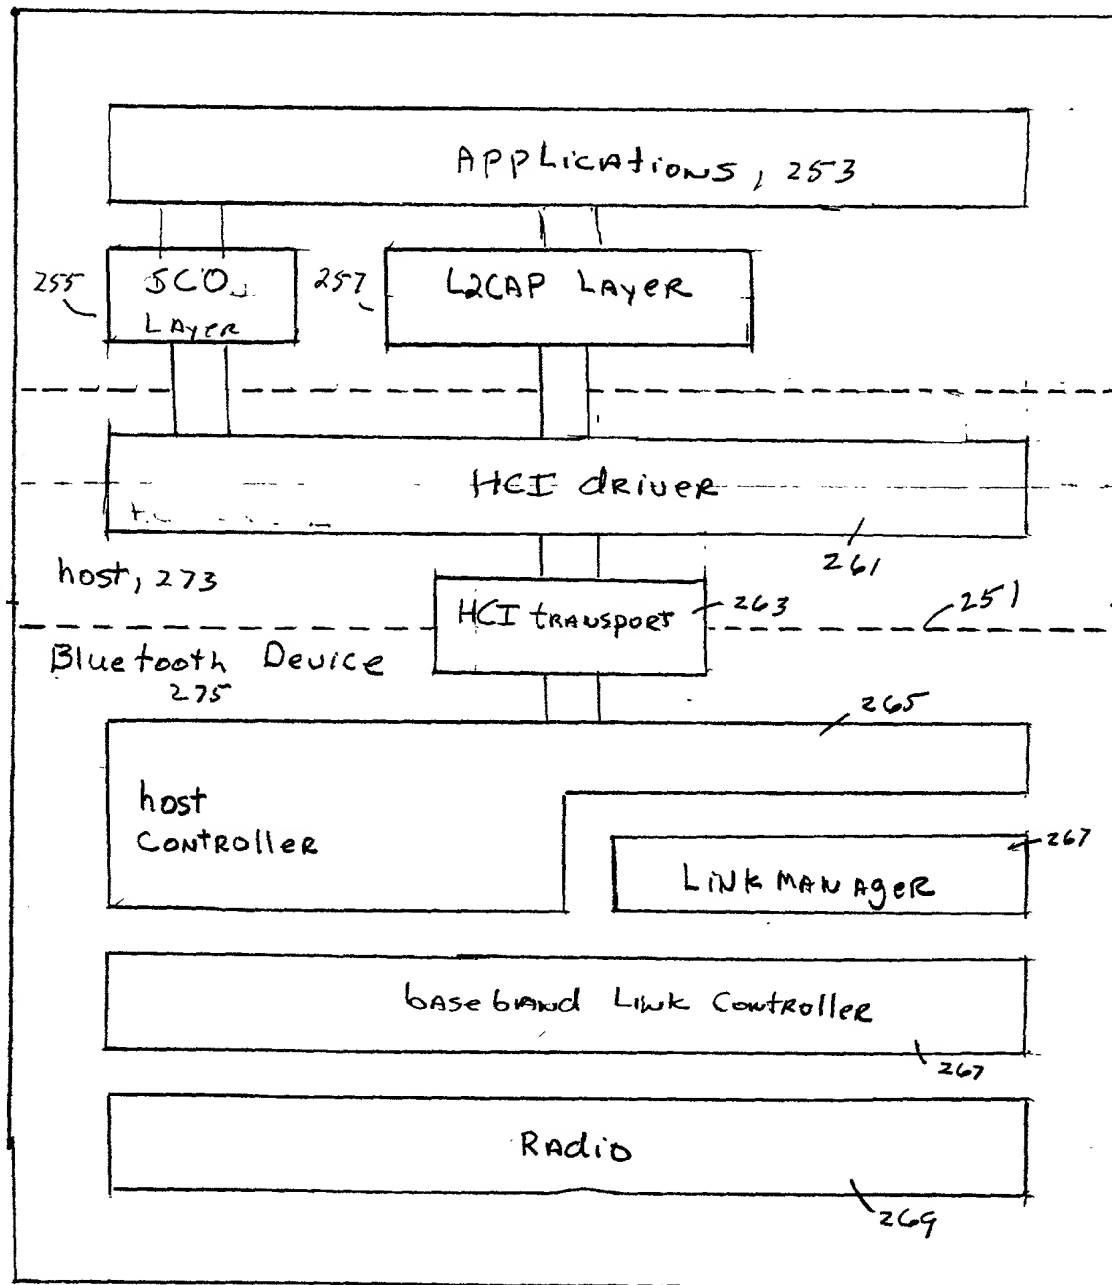 Applications, 253
255
SCO
Layer
257
L2CAP Layer
HCI driver
261
host, 273
HCI transport
263
251
Bluetooth Device
275
265
host
Controller
267
Link Manager
baseband Link Controller
267
Radio
269